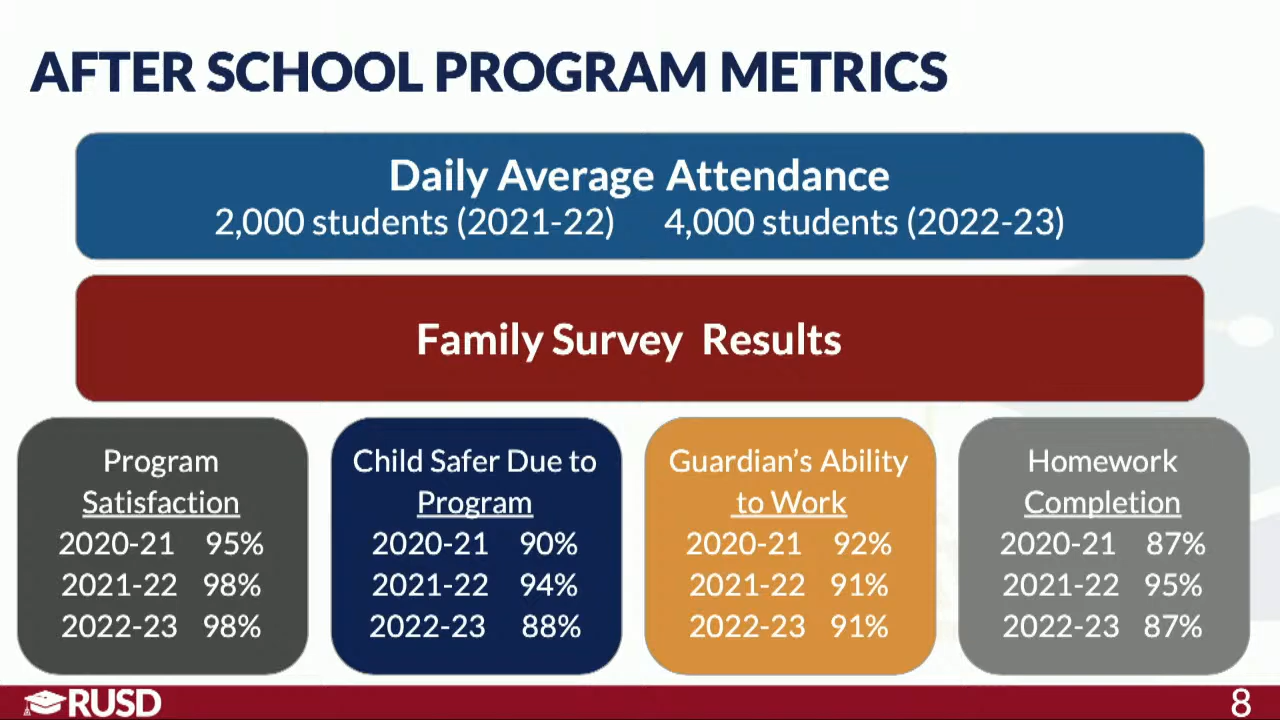 AFTER SCHOOL PROGRAM METRICS
Daily Average Attendance
2,000 students (2021-22) 4,000 students (2022-23)
Family Survey Results
Program
Satisfaction
2020-21 95%
2021-22 98%
2022-23 98%
Child Safer Due to
Program
2020-21 90%
2021-22 94%
2022-23 88%
Guardian's Ability
to Work
2020-21 92%
2021-22 91%
2022-23 91%
Homework
Completion
2020-21 87%
2021-22 95%
2022-23 87%
RUSD
8